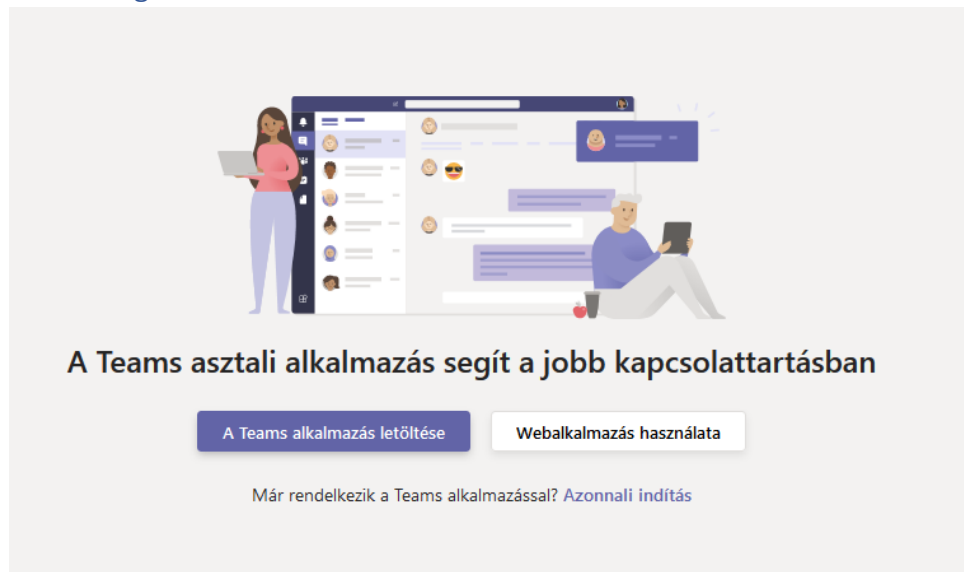 A Teams asztali alkalmazás segít a jobb kapcsolattartásban
A Teams alkalmazás letöltése
Webalkalmazás használata
Már rendelkezik a Teams alkalmazással? Azonnali indítás